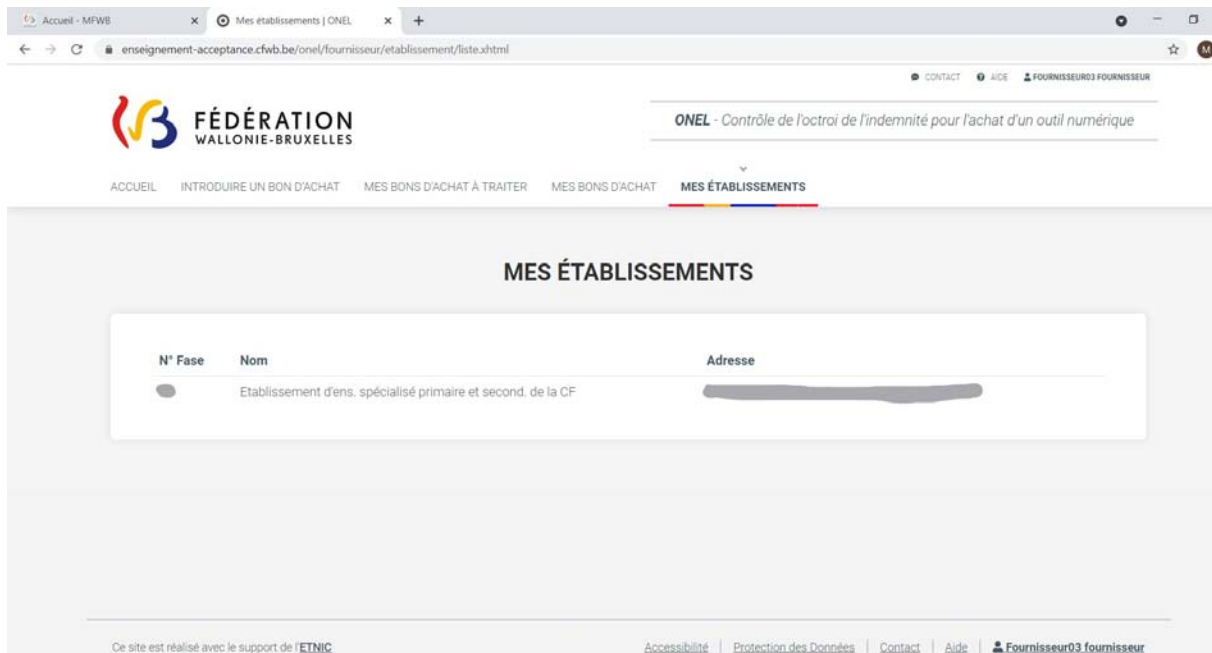 Accueil - MFWB
Mes établissements | ONEL
enseignement-acceptance.cfwb.be/onel/fournisseur/etablissement/liste.xhtml
CONTACT AIDE FOURNISSEUR03 FOURNISSEUR
FÉDÉRATION
WALLONIE-BRUXELLES
ONEL - Contrôle de l'octroi de l'indemnité pour l'achat d'un outil numérique
ACCUEIL INTRODUIRE UN BON D'ACHAT MES BONS D'ACHAT À TRAITER MES BONS D'ACHAT MES ÉTABLISSEMENTS
MES ÉTABLISSEMENTS
N° Fase Nom Adresse
Etablissement d'ens. spécialisé primaire et second. de la CF
Ce site est réalisé avec le support de l'ETNIC Accessibilité | Protection des Données | Contact | Aide | Fournisseur03 fournisseur